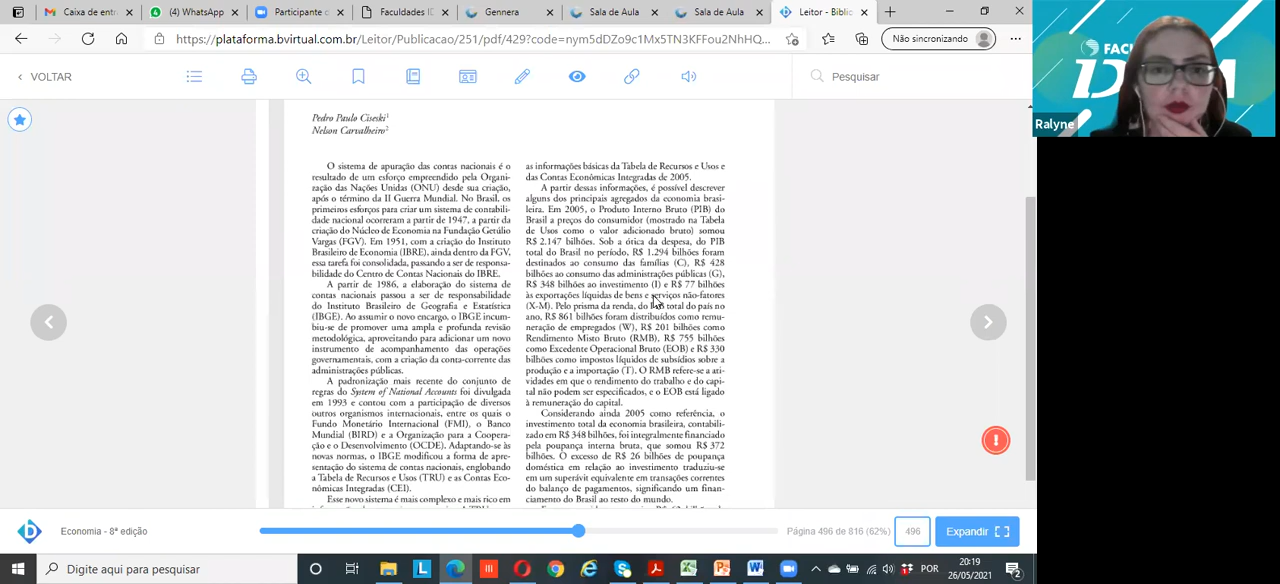 Caixa de entr
(4) WhatsApp
Participante o
Faculdades I
Gennera
Sala de Aula
Sala de Aula
Leitor - Biblic
https://plataforma.bvirtual.com.br/Leitor/Publicacao/251/pdf/429?code=nym5dDZo9c1Mx5TN3KFFou2NhHQ...
Não sincronizando
VOLTAR
Pesquisar
Ralyne
Pedro Paulo Ciseski¹
Nelson Carvalheiro²
O sistema de apuração das contas nacionais é o
resultado de um esforço empreendido pela Organi-
zação das Nações Unidas (ONU) desde sua criação,
após o término da II Guerra Mundial. No Brasil, os
primeiros esforços para criar um sistema de contabili-
dade nacional ocorreram a partir de 1947, a partir da
criação do Núcleo de Economia na Fundação Getúlio
Vargas (FGV). Em 1951, com a criação do Instituto
Brasileiro de Economia (IBRE), ainda dentro da FGV,
essa tarefa foi consolidada, passando a ser de responsa-
bilidade do Centro de Contas Nacionais do IBRE.
A partir de 1986, a elaboração do sistema de
contas nacionais passou a ser de responsabilidade
do Instituto Brasileiro de Geografia e Estatística
(IBGE). Ao assumir o novo encargo, o IBGE incum-
biu-se de promover uma ampla e profunda revisão
metodológica, aproveitando para adicionar um novo
instrumento de acompanhamento das operações
governamentais, com a criação da conta-corrente das
administrações públicas.
A padronização mais recente do conjunto de
regras do System of National Accounts foi divulgada
em 1993 e contou com a participação de diversos
outros organismos internacionais, entre os quais o
Fundo Monetário Internacional (FMI), o Banco
Mundial (BIRD) e a Organização para a Coopera-
ção e o Desenvolvimento (OCDE). Adaptando-se às
novas normas, o IBGE modificou a forma de apre-
sentação do sistema de contas nacionais, englobando
a Tabela de Recursos e Usos (TRU) e as Contas Eco-
nômicas Integradas (CEI).
Esse novo sistema é mais complexo e mais rico em
as informações básicas da Tabela de Recursos e Usos e
das Contas Econômicas Integradas de 2005.
A partir dessas informações, é possível descrever
alguns dos principais agregados da economia brasi-
leira. Em 2005, o Produto Interno Bruto (PIB) do
Brasil a preços do consumidor (mostrado na Tabela
de Usos como o valor adicionado bruto) somou
R$ 2.147 bilhões. Sob a ótica da despesa, do PIB
total do Brasil no período, R$ 1.294 bilhões foram
destinados ao consumo das famílias (C), R$ 428
bilhões ao consumo das administrações públicas (G),
R$ 348 bilhões ao investimento (I) e R$ 77 bilhões
às exportações líquidas de bens e serviços não-fatores
(X-M). Pelo prisma da renda, do PIB total do país no
ano, R$ 861 bilhões foram distribuídos como remu-
neração de empregados (W), R$ 201 bilhões como
Rendimento Misto Bruto (RMB), R$ 755 bilhões
como Excedente Operacional Bruto (EOB) e R$ 330
bilhões como impostos líquidos de subsídios sobre a
produção e a importação (T). O RMB refere-se a ati-
vidades em que o rendimento do trabalho e do capi-
tal não podem ser especificados, e o EOB está ligado
à remuneração do capital.
Considerando ainda 2005 como referência, o
investimento total da economia brasileira, contabili-
zado em R$ 348 bilhões, foi integralmente financiado
pela poupança interna bruta, que somou R$ 372
bilhões. O excesso de R$ 26 bilhões de poupança
doméstica em relação ao investimento traduziu-se
em um superávit equivalente em transações correntes
do balanço de pagamentos, significando um finan-
ciamento do Brasil ao resto do mundo.
Economia - 8ª edição
Página 496 de 816 (62%)
496
Expandir
Digite aqui para pesquisar
POR
20:19
26/05/2021